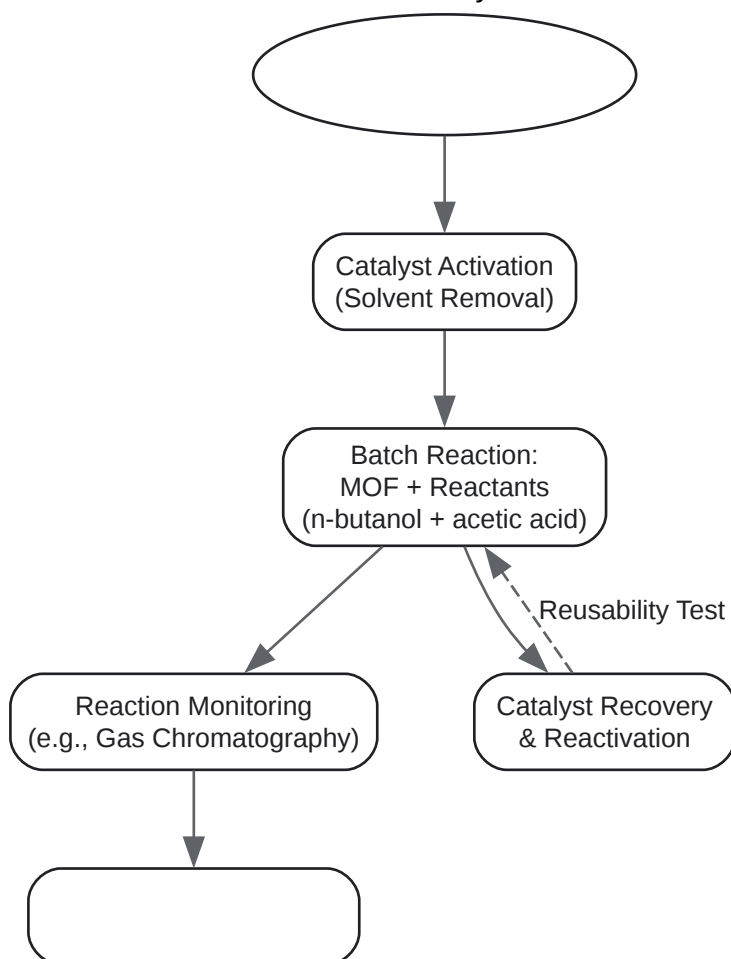 Catalyst Activation
(Solvent Removal)
Batch Reaction:
MOF + Reactants
(n-butanol + acetic acid)
Reusability Test
Reaction Monitoring
(e.g., Gas Chromatography)
Catalyst Recovery
& Reactivation